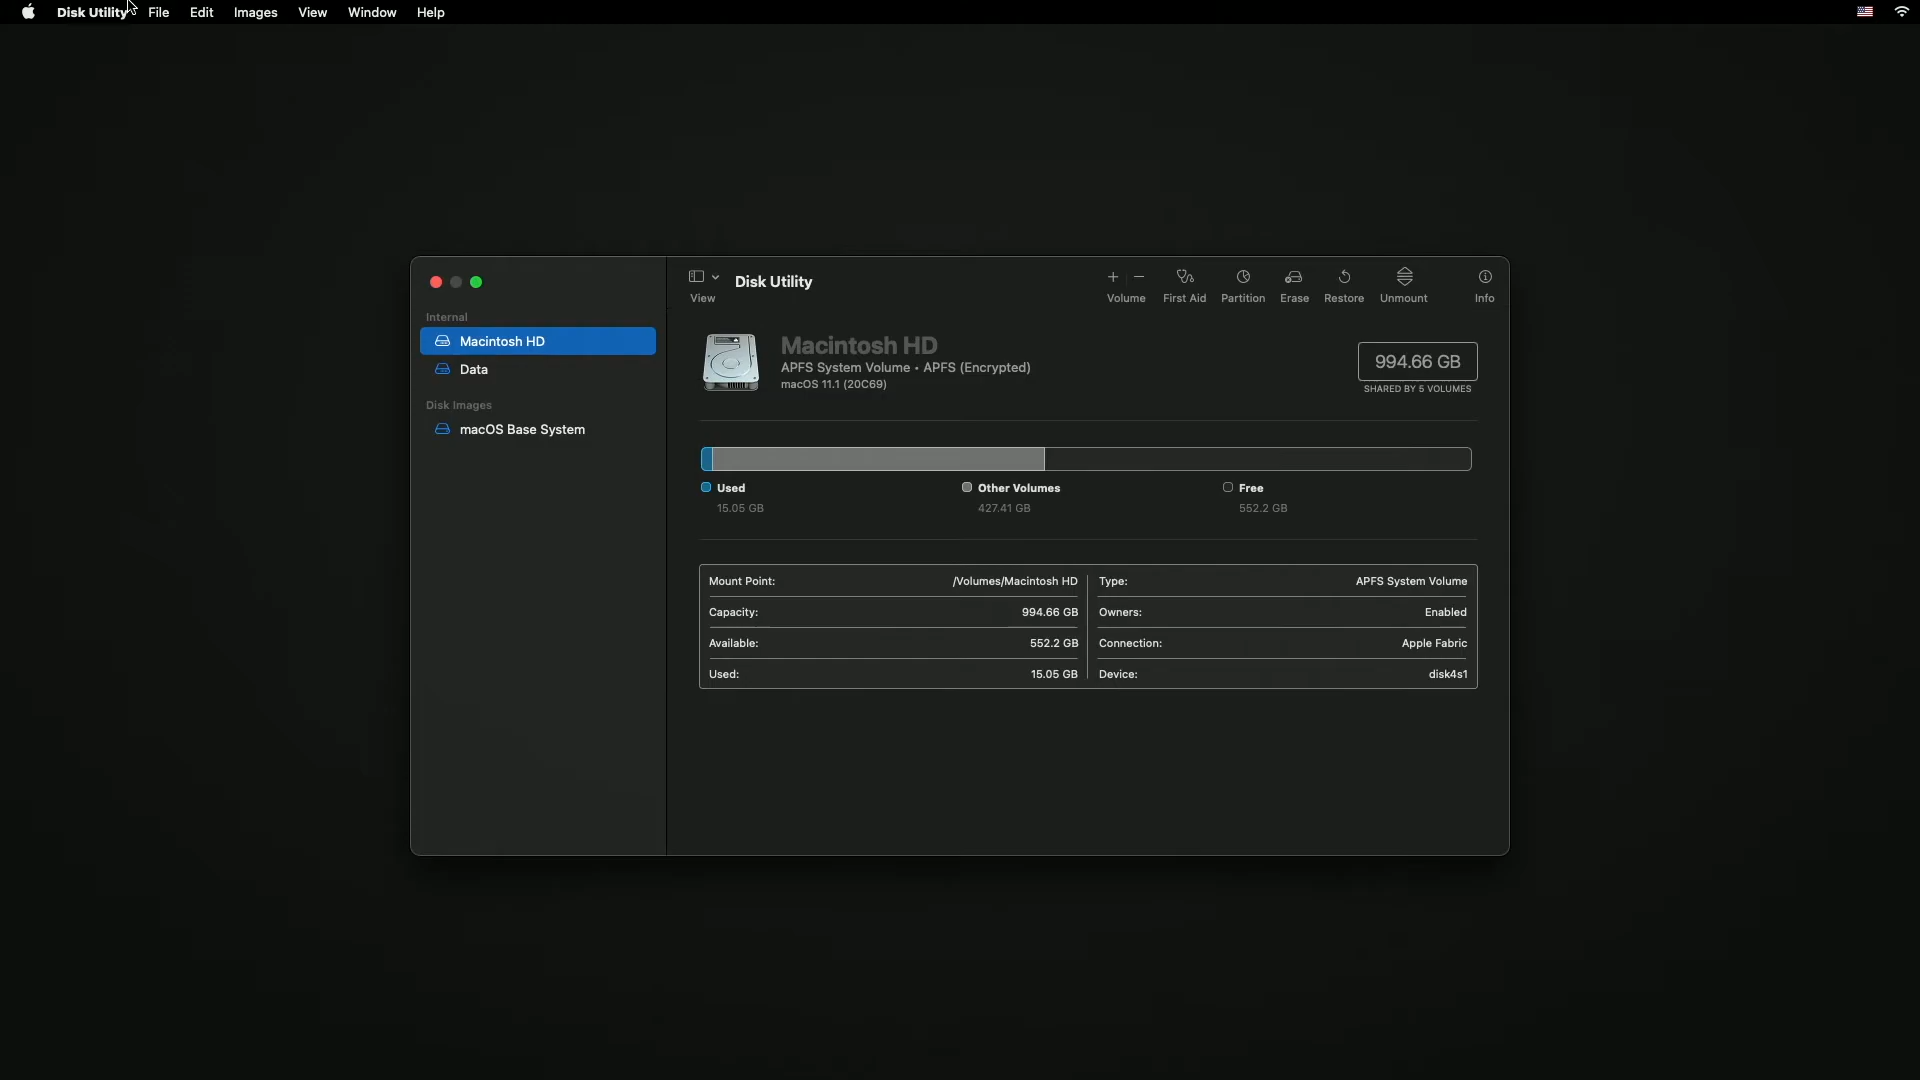 Disk Utility File Edit Images View Window Help
Disk Utility
View
Volume First Aid Partition Erase Restore Unmount Info
Internal
Macintosh HD
Data
Disk Images
macOS Base System
Macintosh HD
APFS System Volume • APFS (Encrypted)
macOS 11.1 (20C69)
994.66 GB
SHARED BY 5 VOLUMES
Used
15.05 GB
Other Volumes
427.41 GB
Free
552.2 GB
Mount Point: /Volumes/Macintosh HD
Capacity: 994.66 GB
Available: 552.2 GB
Used: 15.05 GB
Type: APFS System Volume
Owners: Enabled
Connection: Apple Fabric
Device: disk4s1